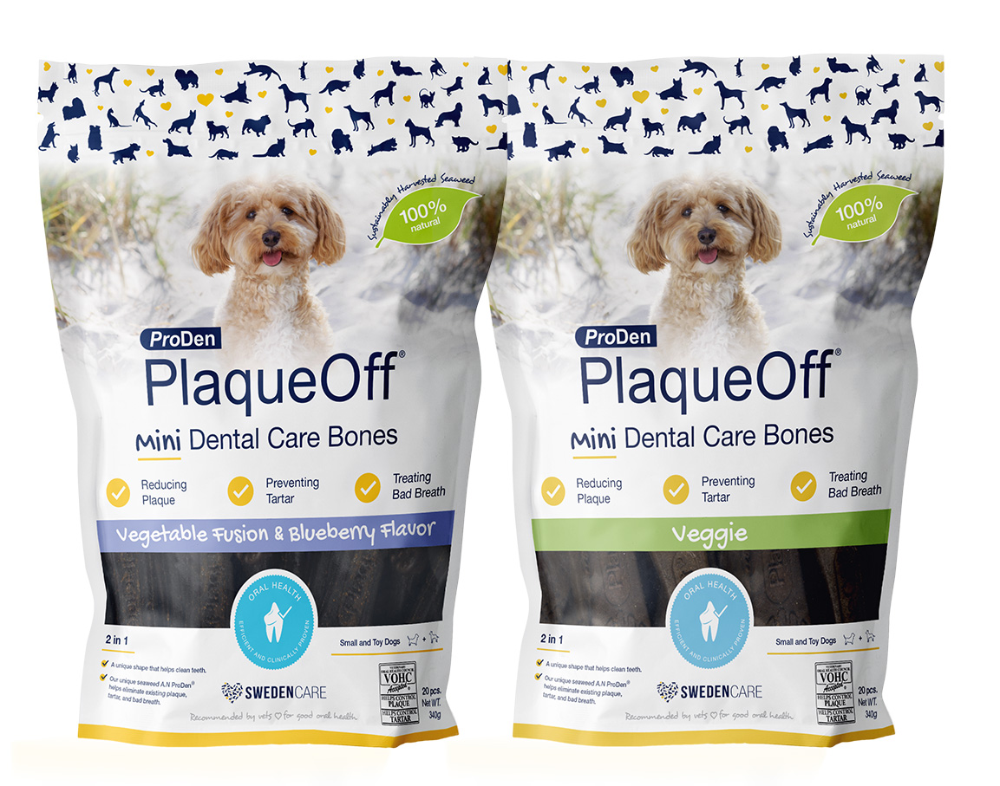 Sustainably Harvested Seaweed
100%
natural
ProDen
PlaqueOff®
Mini Dental Care Bones
Reducing
Plaque
Preventing
Tartar
Treating
Bad Breath
Vegetable Fusion & Blueberry Flavor
ORAL HEALTH
EFFICIENT AND CLINICALLY PROVEN
2 in 1
A unique shape that helps clean teeth.
Our unique seaweed A.N ProDen®
helps eliminate existing plaque,
tartar, and bad breath.
Small and Toy Dogs
+
SWEDENCARE
Recommended by vets for good oral health
VETERINARY
ORAL HEALTH COUNCIL
VOHC
Accepted
HELPS CONTROL
PLAQUE
HELPS CONTROL
TARTAR
20 pcs.
Net WT.
340g
Sustainably Harvested Seaweed
100%
natural
ProDen
PlaqueOff®
Mini Dental Care Bones
Reducing
Plaque
Preventing
Tartar
Treating
Bad Breath
Veggie
ORAL HEALTH
EFFICIENT AND CLINICALLY PROVEN
2 in 1
A unique shape that helps clean teeth.
Our unique seaweed A.N ProDen®
helps eliminate existing plaque,
tartar, and bad breath.
Small and Toy Dogs
+
SWEDENCARE
Recommended by vets for good oral health
VETERINARY
ORAL HEALTH COUNCIL
VOHC
Accepted
HELPS CONTROL
PLAQUE
HELPS CONTROL
TARTAR
20 pcs.
Net WT.
340g